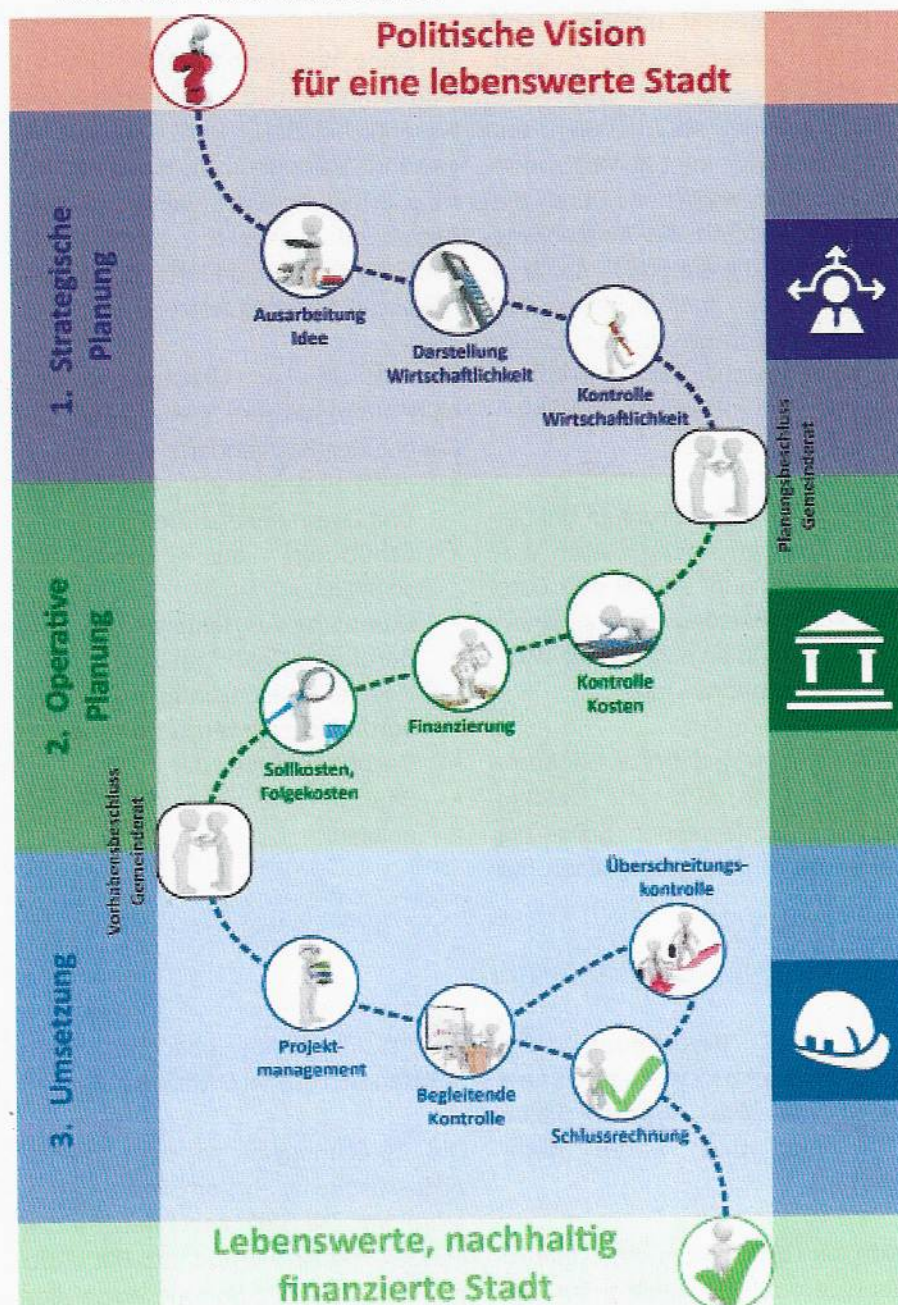 Politische Vision
für eine lebenswerte Stadt
1. Strategische
Planung
Ausarbeitung
Idee
Darstellung
Wirtschaftlichkeit
Kontrolle
Wirtschaftlichkeit
Planungsbeschluss
Gemeinderat
2. Operative
Planung
Kontrolle
Kosten
Finanzierung
Sollkosten,
Folgekosten
Vorhabensbeschluss
Gemeinderat
3. Umsetzung
Überschreitungs-
kontrolle
Projekt-
management
Begleitende
Kontrolle
Schlussrechnung
Lebenswerte, nachhaltig
finanzierte Stadt